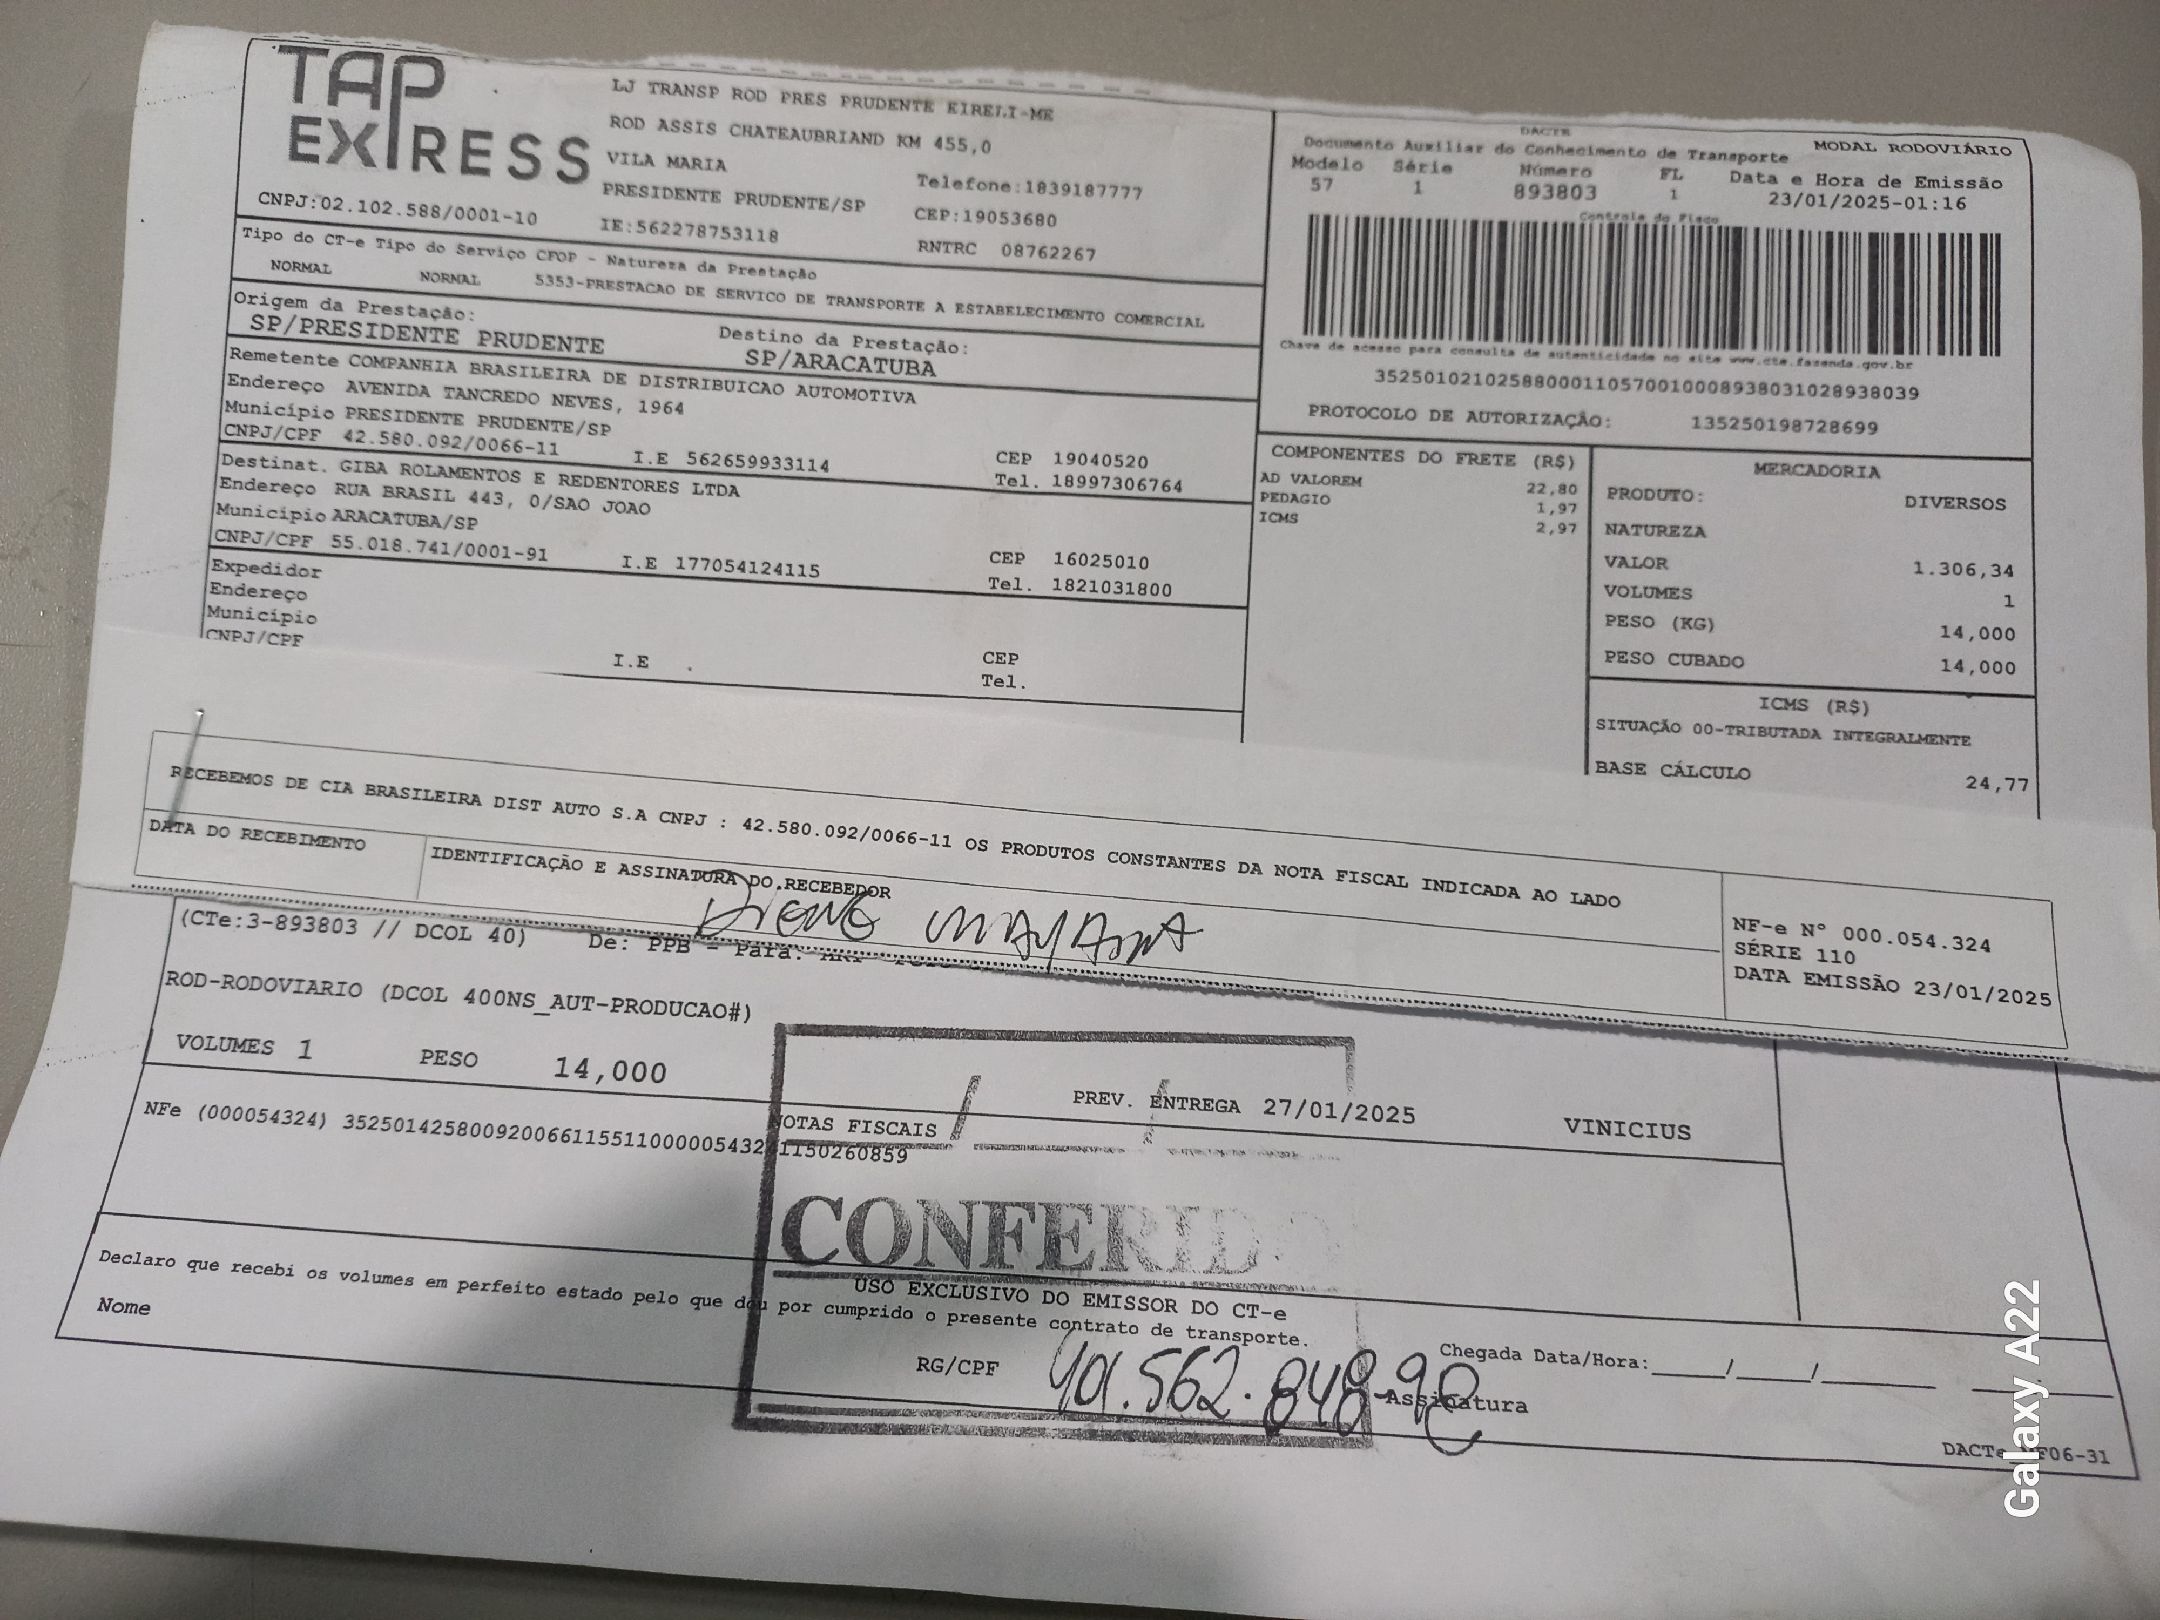 TAP
EXPRESS
CNPJ:02.102.588/0001-10
LJ TRANSP ROD PRES PRUDENTE EIRELI-ME
ROD ASSIS CHATEAUBRIAND KM 455,0
VILA MARIA
PRESIDENTE PRUDENTE/SP
IE:562278753118
Telefone:1839187777
CEP:19053680
RNTRC 08762267
DACTE
MODAL RODOVIÁRIO
Documento Auxiliar do Conhecimento de Transporte
Modelo Série Número FL Data e Hora de Emissão
57 1 893803 1 23/01/2025-01:16
Controle do Fisco
Chave de acesso para consulta de autenticidade no site www.cte.fazenda.gov.br
35250102102588000110570010008938031028938039
PROTOCOLO DE AUTORIZAÇÃO: 135250198728699
Tipo do CT-e Tipo do Serviço CFOP - Natureza da Prestação
NORMAL NORMAL 5353-PRESTACAO DE SERVICO DE TRANSPORTE A ESTABELECIMENTO COMERCIAL
Origem da Prestação: Destino da Prestação:
SP/PRESIDENTE PRUDENTE SP/ARACATUBA
Remetente COMPANHIA BRASILEIRA DE DISTRIBUICAO AUTOMOTIVA
Endereço AVENIDA TANCREDO NEVES, 1964
Município PRESIDENTE PRUDENTE/SP CEP 19040520
CNPJ/CPF 42.580.092/0066-11 I.E 562659933114 Tel. 18997306764
Destinat. GIBA ROLAMENTOS E REDENTORES LTDA
Endereço RUA BRASIL 443, 0/SAO JOAO
Município ARACATUBA/SP CEP 16025010
CNPJ/CPF 55.018.741/0001-91 I.E 177054124115 Tel. 1821031800
Expedidor
Endereço
Município CEP
CNPJ/CPF I.E . Tel.
COMPONENTES DO FRETE (R$)
AD VALOREM 22,80
PEDAGIO 1,97
ICMS 2,97
MERCADORIA
PRODUTO: DIVERSOS
NATUREZA
VALOR 1.306,34
VOLUMES 1
PESO (KG) 14,000
PESO CUBADO 14,000
ICMS (R$)
SITUAÇÃO 00-TRIBUTADA INTEGRALMENTE
BASE CÁLCULO 24,77
RECEBEMOS DE CIA BRASILEIRA DIST AUTO S.A CNPJ : 42.580.092/0066-11 OS PRODUTOS CONSTANTES DA NOTA FISCAL INDICADA AO LADO
DATA DO RECEBIMENTO
IDENTIFICAÇÃO E ASSINATURA DO RECEBEDOR
NF-e N° 000.054.324
SÉRIE 110
DATA EMISSÃO 23/01/2025
(CTe:3-893803 // DCOL 40) De: PPB - Para:
ROD-RODOVIARIO (DCOL 400NS_AUT-PRODUCAO#)
VOLUMES 1 PESO 14,000
PREV. ENTREGA 27/01/2025 VINICIUS
NOTAS FISCAIS
NFe (000054324) 35250142580092006611551100000543241150260859
CONFERIDO
USO EXCLUSIVO DO EMISSOR DO CT-e
Declaro que recebi os volumes em perfeito estado pelo que dou por cumprido o presente contrato de transporte.
Nome RG/CPF 401.562.848-98 Assinatura
Chegada Data/Hora:____/____/____ ____
06-31
Galaxy A22